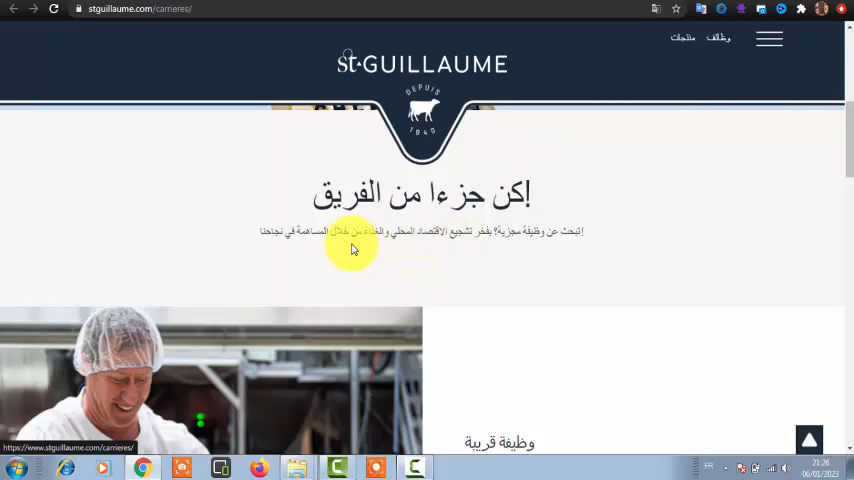 stguillaume.com/carrieres/
وظائف
منتجات
st-GUILLAUME
DEPUIS
1940
كن جزءا من الفريق!
تبحث عن وظيفة مجزية؟ بفخر تشجيع الاقتصاد المحلي والغذاء من خلال المساهمة في نجاحنا!
وظيفة قريبة
https://www.stguillaume.com/carrieres/
FR
21:26
06/01/2023